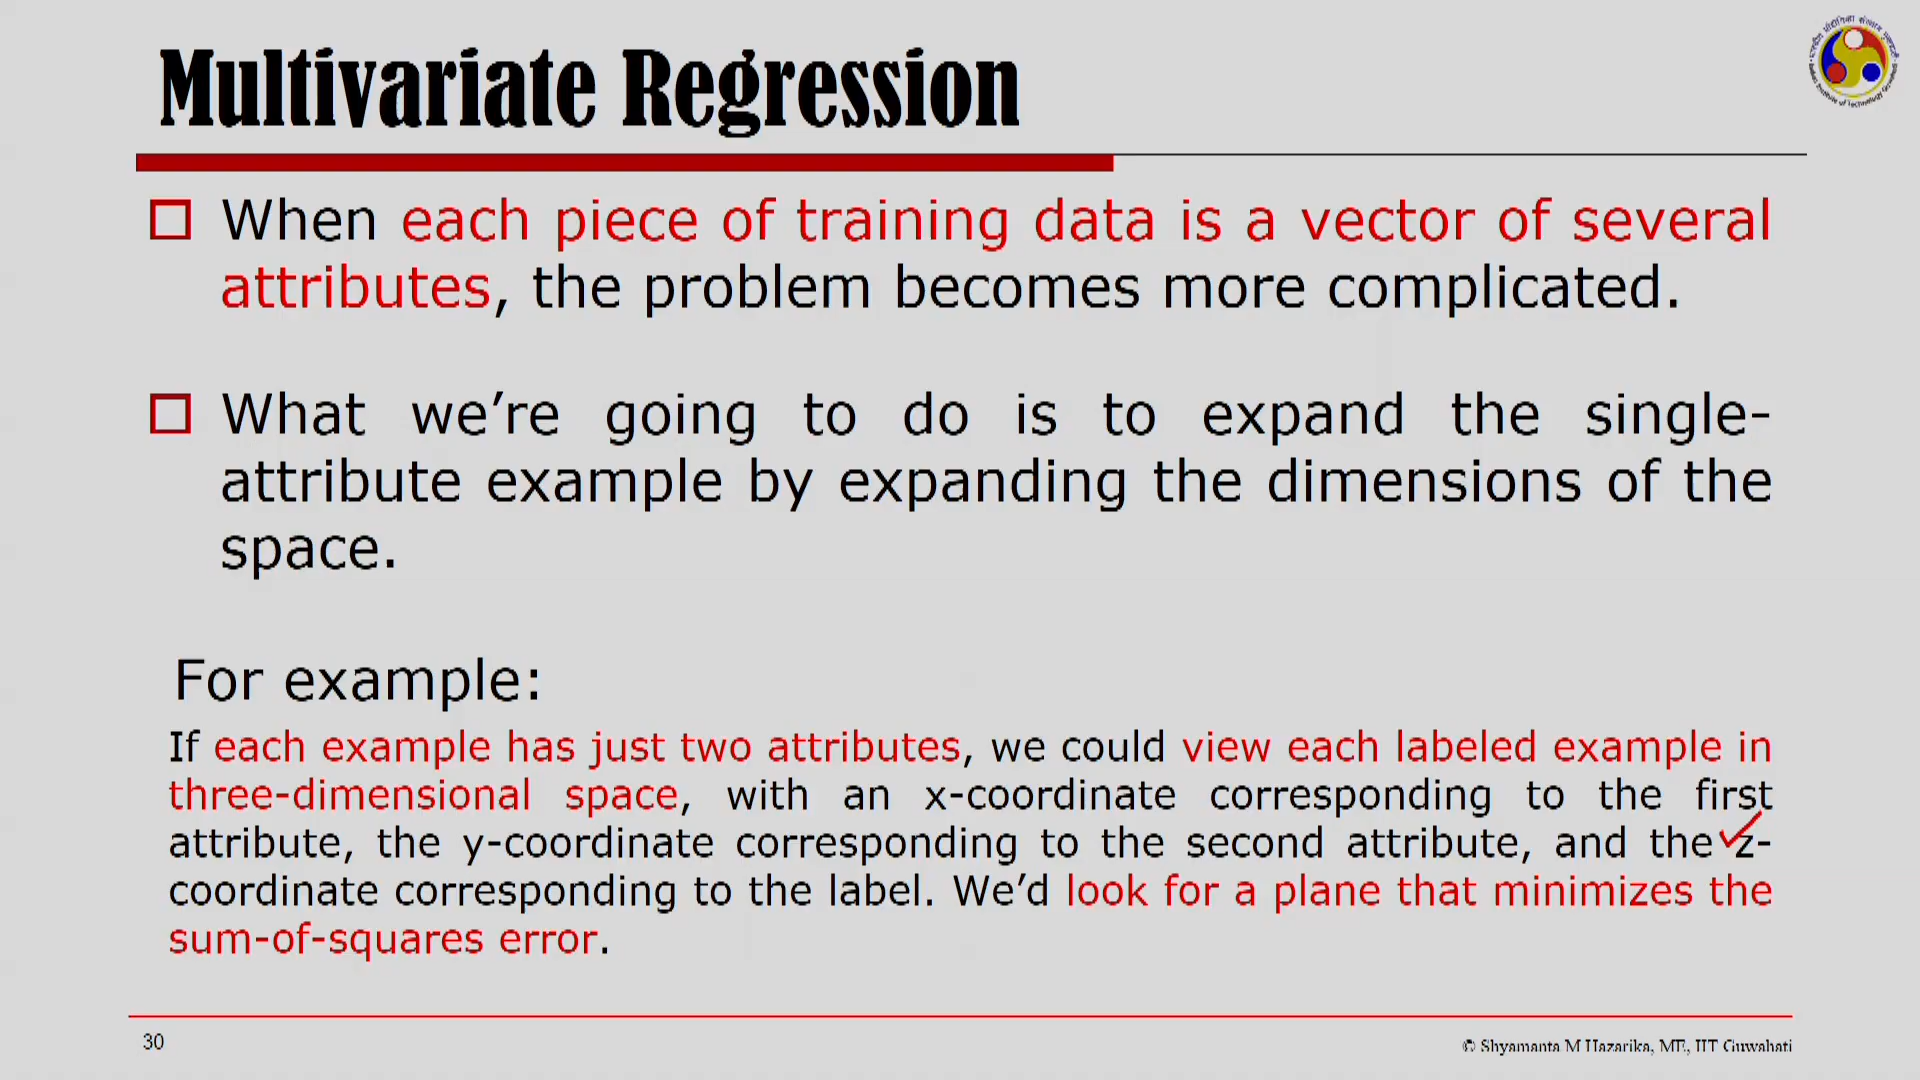 Multivariate Regression
When each piece of training data is a vector of several
attributes, the problem becomes more complicated.
What we’re going to do is to expand the single-
attribute example by expanding the dimensions of the
space.
For example:
If each example has just two attributes, we could view each labeled example in
three-dimensional space, with an x-coordinate corresponding to the first
attribute, the y-coordinate corresponding to the second attribute, and the z-
coordinate corresponding to the label. We’d look for a plane that minimizes the
sum-of-squares error.
30
© Shyamanta M Hazarika, ME, IIT Guwahati